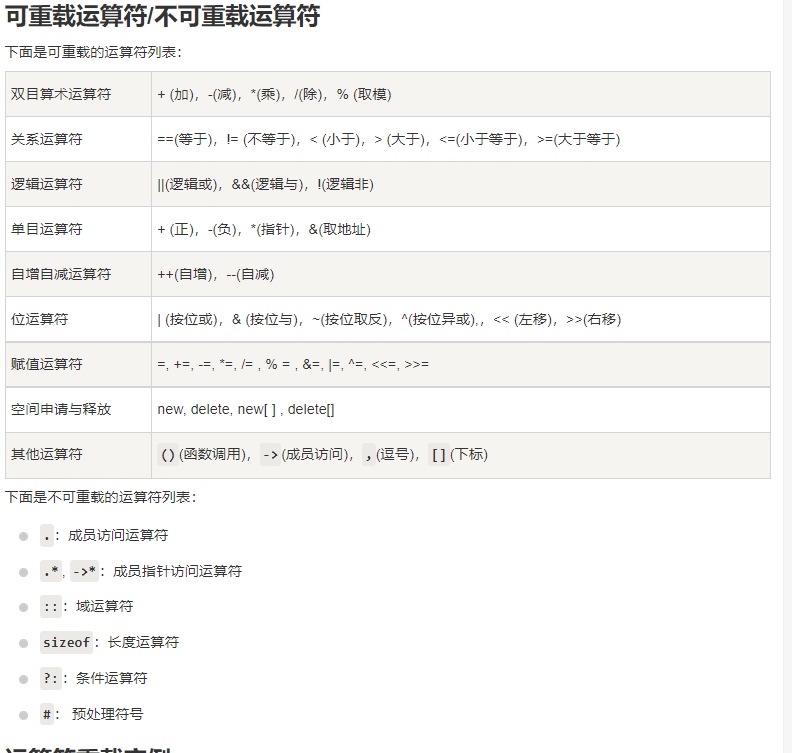 可重载运算符/不可重载运算符
下面是可重载的运算符列表：
双目算术运算符 + (加)，-(减)，*(乘)，/(除)，% (取模)
关系运算符 ==(等于)，!= (不等于)，< (小于)，> (大于)，<=(小于等于)，>=(大于等于)
逻辑运算符 ||(逻辑或)，&&(逻辑与)，!(逻辑非)
单目运算符 + (正)，-(负)，*(指针)，&(取地址)
自增自减运算符 ++(自增)，--(自减)
位运算符 | (按位或)，& (按位与)，~(按位取反)，^(按位异或),，<< (左移)，>>(右移)
赋值运算符 =, +=, -=, *=, /= , % = , &=, |=, ^=, <<=, >>=
空间申请与释放 new, delete, new[ ] , delete[]
其他运算符 ()(函数调用)，->(成员访问)，,(逗号)，[](下标)
下面是不可重载的运算符列表：
.：成员访问运算符
.*, ->*：成员指针访问运算符
::：域运算符
sizeof：长度运算符
?:：条件运算符
#： 预处理符号